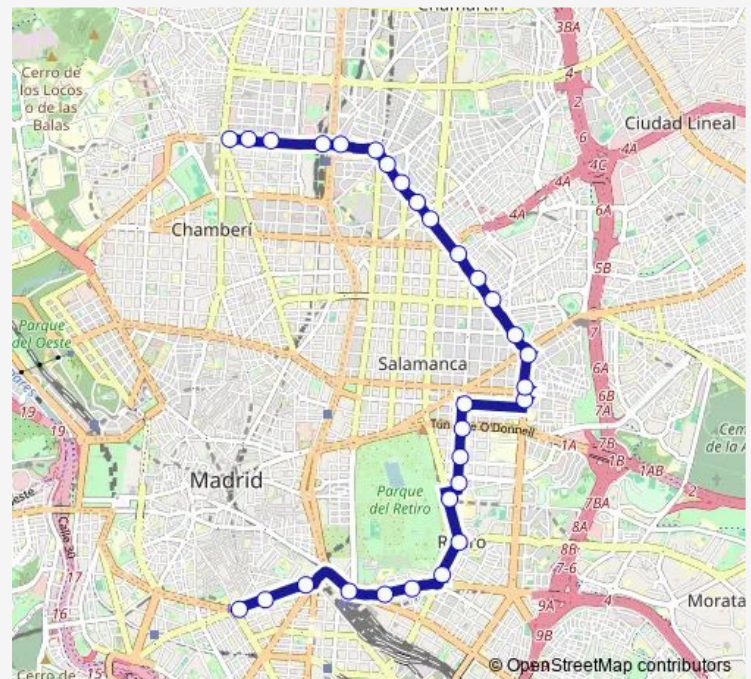 Chamartín
3BA
Cerro de
los Locos
o de las
Balas
4
2
Ciudad Lineal
6
4A
4C
4A
4A
6A
Chamberí
5B
Parque
del Oeste
7
Salamanca
6A
6B
7A
19
19
Túnel de O'Donnell
1A
7B
1B
1AB
2
Madrid
Parque
del Retiro
7BA
8A
Calle 30
Retiro
8B
7-6
17
9A
4
Morata
16
9B
15
Cerro de
© OpenStreetMap contributors